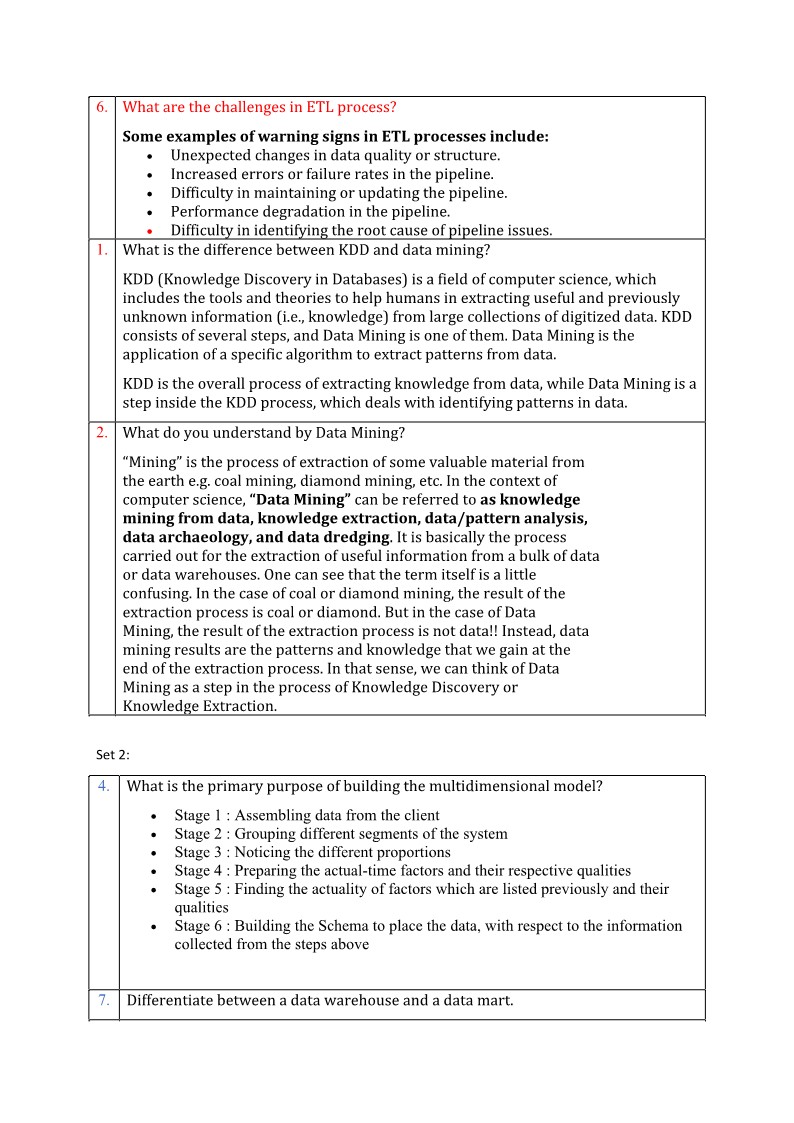 6. What are the challenges in ETL process?
Some examples of warning signs in ETL processes include:
• Unexpected changes in data quality or structure.
• Increased errors or failure rates in the pipeline.
• Difficulty in maintaining or updating the pipeline.
• Performance degradation in the pipeline.
• Difficulty in identifying the root cause of pipeline issues.
1. What is the difference between KDD and data mining?
KDD (Knowledge Discovery in Databases) is a field of computer science, which
includes the tools and theories to help humans in extracting useful and previously
unknown information (i.e., knowledge) from large collections of digitized data. KDD
consists of several steps, and Data Mining is one of them. Data Mining is the
application of a specific algorithm to extract patterns from data.
KDD is the overall process of extracting knowledge from data, while Data Mining is a
step inside the KDD process, which deals with identifying patterns in data.
2. What do you understand by Data Mining?
“Mining” is the process of extraction of some valuable material from
the earth e.g. coal mining, diamond mining, etc. In the context of
computer science, “Data Mining” can be referred to as knowledge
mining from data, knowledge extraction, data/pattern analysis,
data archaeology, and data dredging. It is basically the process
carried out for the extraction of useful information from a bulk of data
or data warehouses. One can see that the term itself is a little
confusing. In the case of coal or diamond mining, the result of the
extraction process is coal or diamond. But in the case of Data
Mining, the result of the extraction process is not data!! Instead, data
mining results are the patterns and knowledge that we gain at the
end of the extraction process. In that sense, we can think of Data
Mining as a step in the process of Knowledge Discovery or
Knowledge Extraction.
Set 2:
4. What is the primary purpose of building the multidimensional model?
• Stage 1 : Assembling data from the client
• Stage 2 : Grouping different segments of the system
• Stage 3 : Noticing the different proportions
• Stage 4 : Preparing the actual-time factors and their respective qualities
• Stage 5 : Finding the actuality of factors which are listed previously and their
qualities
• Stage 6 : Building the Schema to place the data, with respect to the information
collected from the steps above
7. Differentiate between a data warehouse and a data mart.